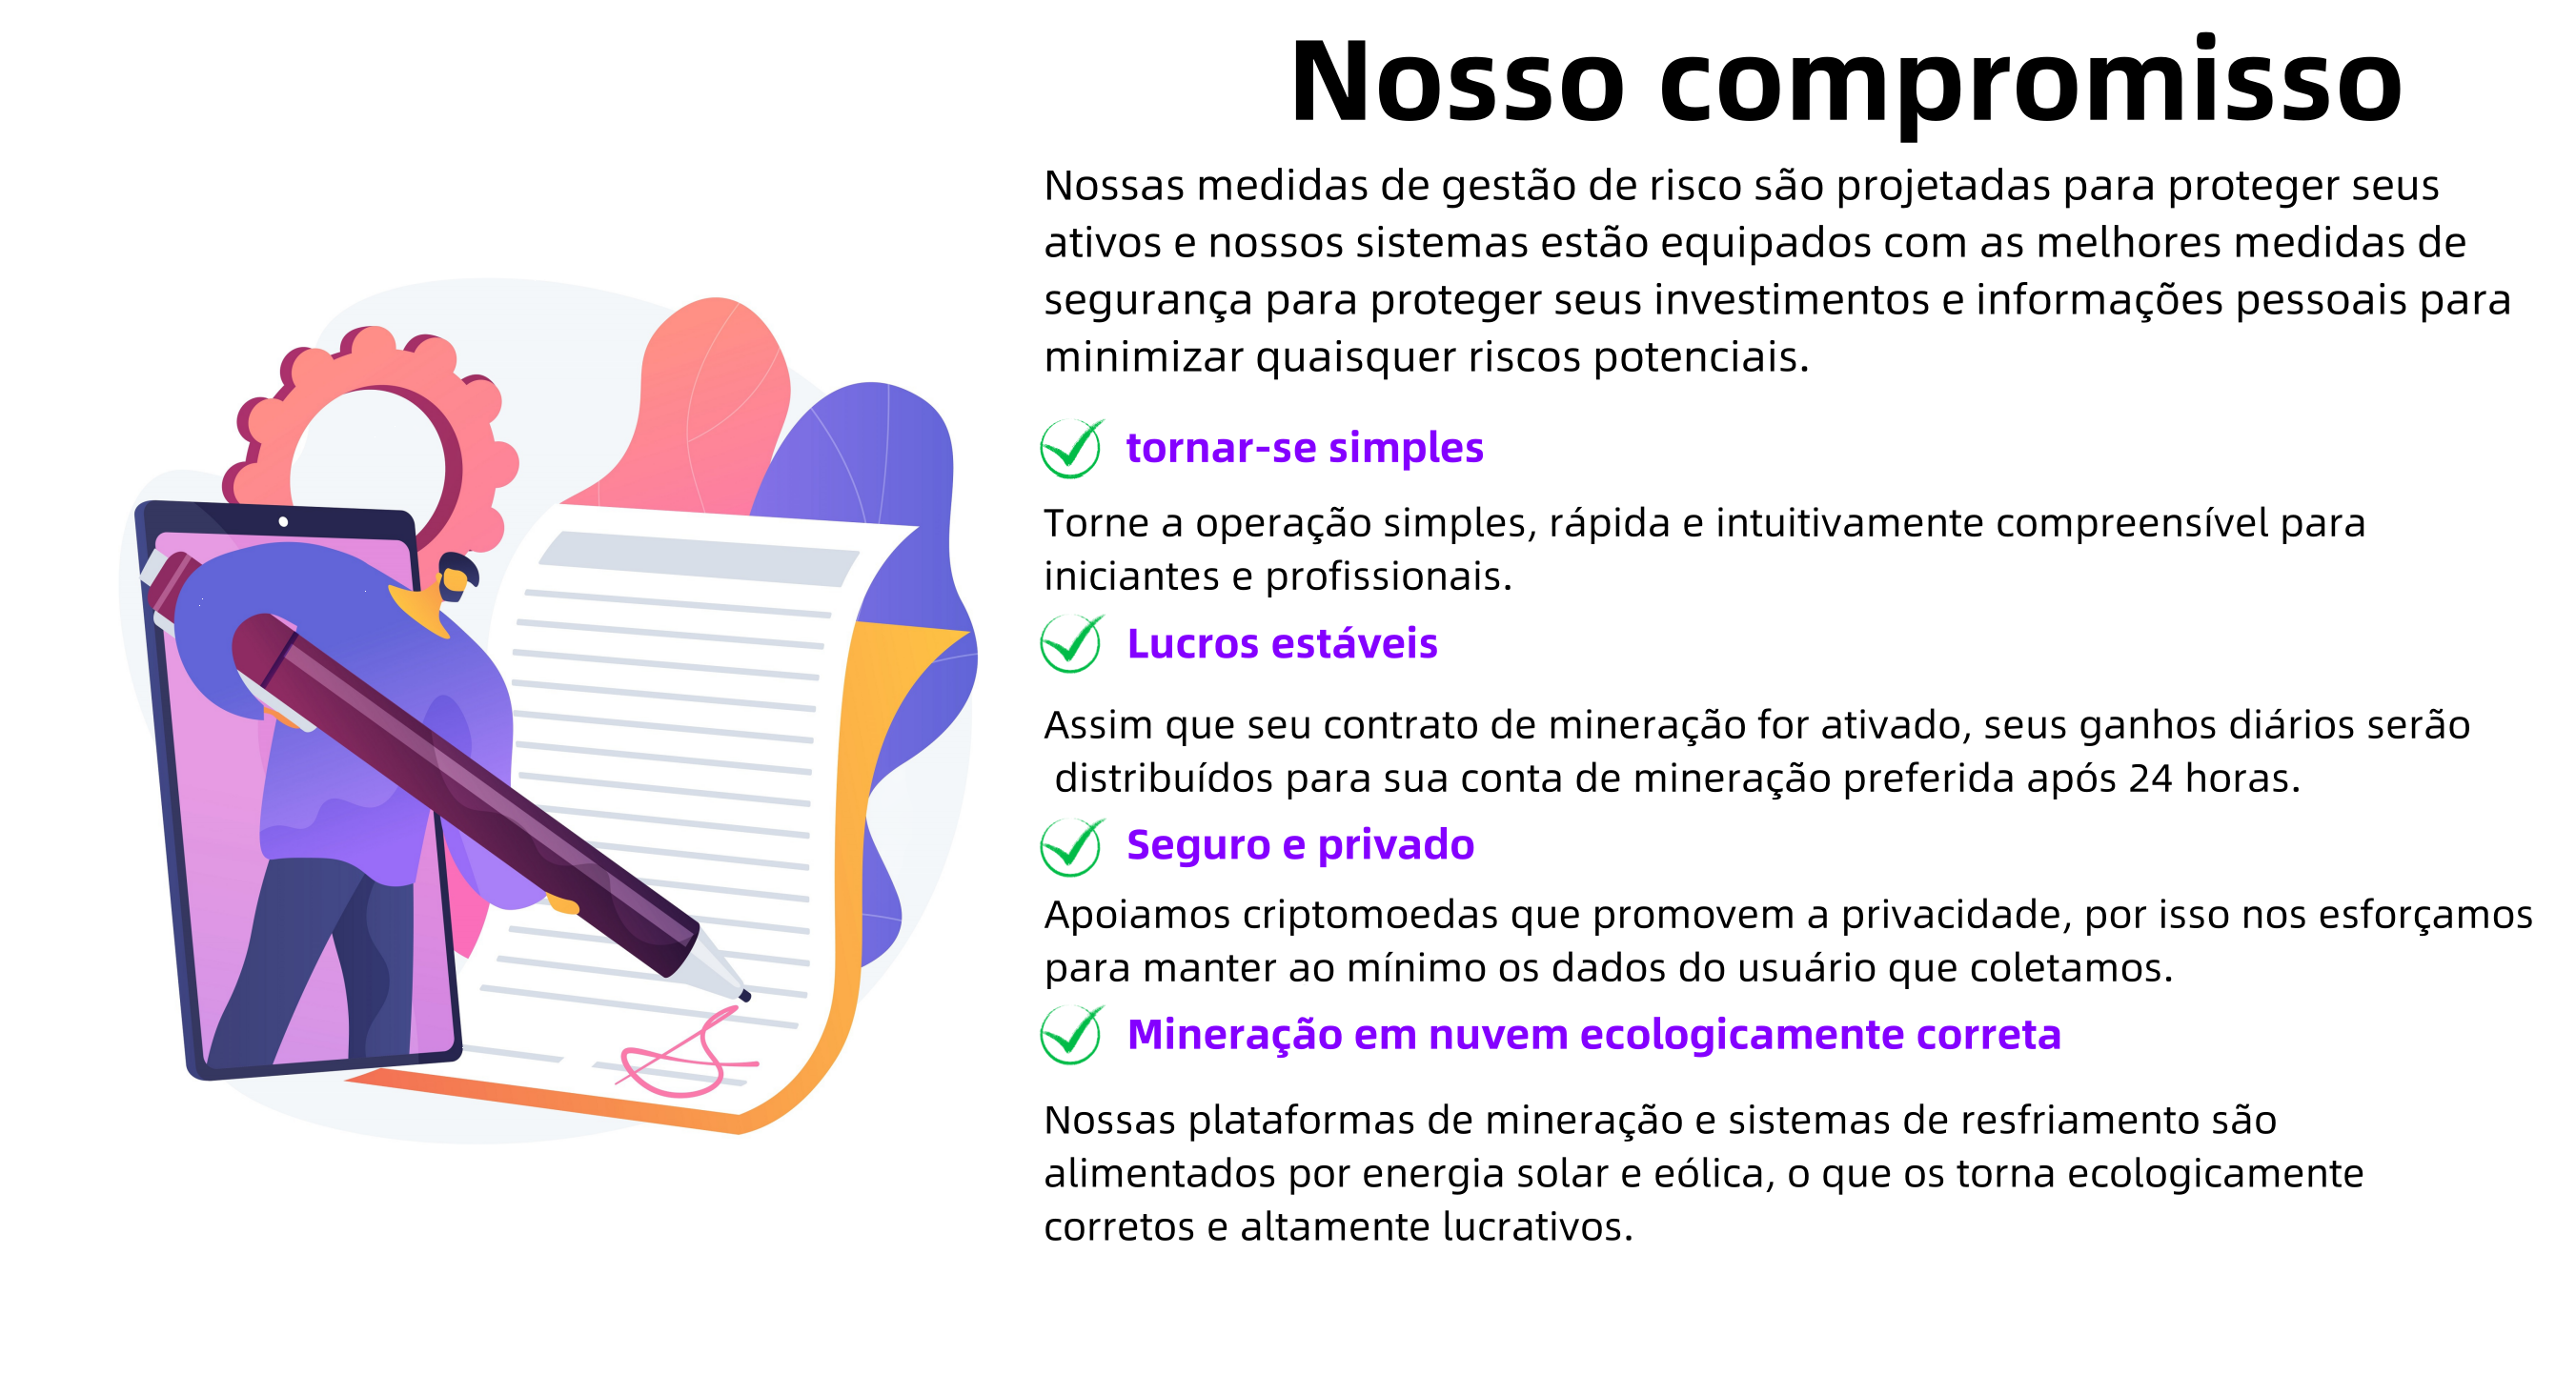 Nosso compromisso
Nossas medidas de gestão de risco são projetadas para proteger seus
ativos e nossos sistemas estão equipados com as melhores medidas de
segurança para proteger seus investimentos e informações pessoais para
minimizar quaisquer riscos potenciais.
tornar-se simples
Torne a operação simples, rápida e intuitivamente compreensível para
iniciantes e profissionais.
Lucros estáveis
Assim que seu contrato de mineração for ativado, seus ganhos diários serão
distribuídos para sua conta de mineração preferida após 24 horas.
Seguro e privado
Apoiamos criptomoedas que promovem a privacidade, por isso nos esforçamos
para manter ao mínimo os dados do usuário que coletamos.
Mineração em nuvem ecologicamente correta
Nossas plataformas de mineração e sistemas de resfriamento são
alimentados por energia solar e eólica, o que os torna ecologicamente
corretos e altamente lucrativos.